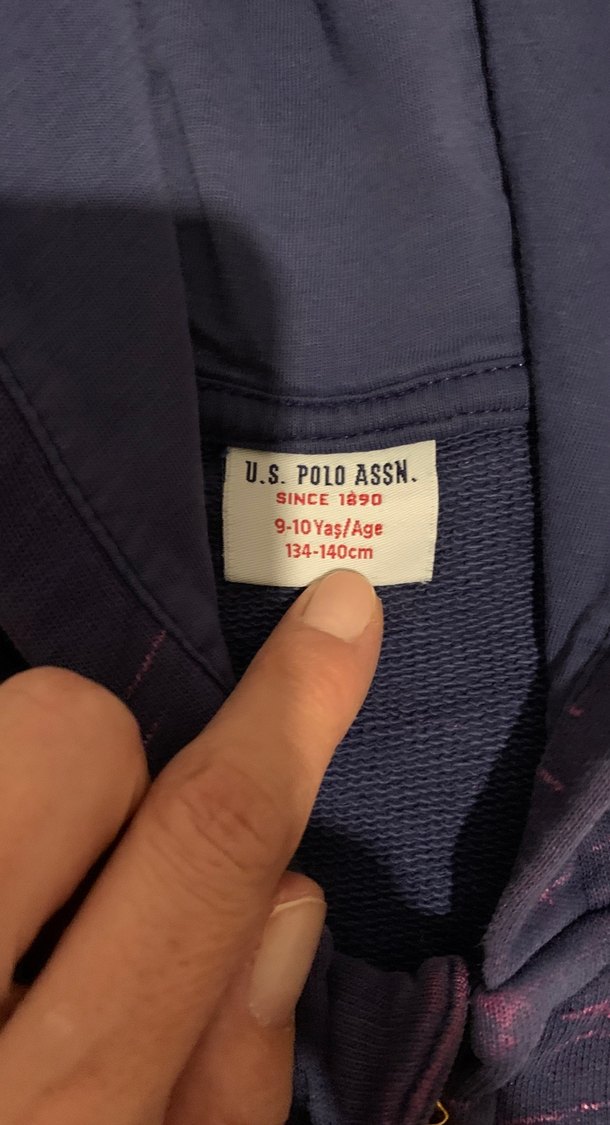 U.S. POLO ASSN.
SINCE 1890
9-10 Yaş/Age
134-140cm